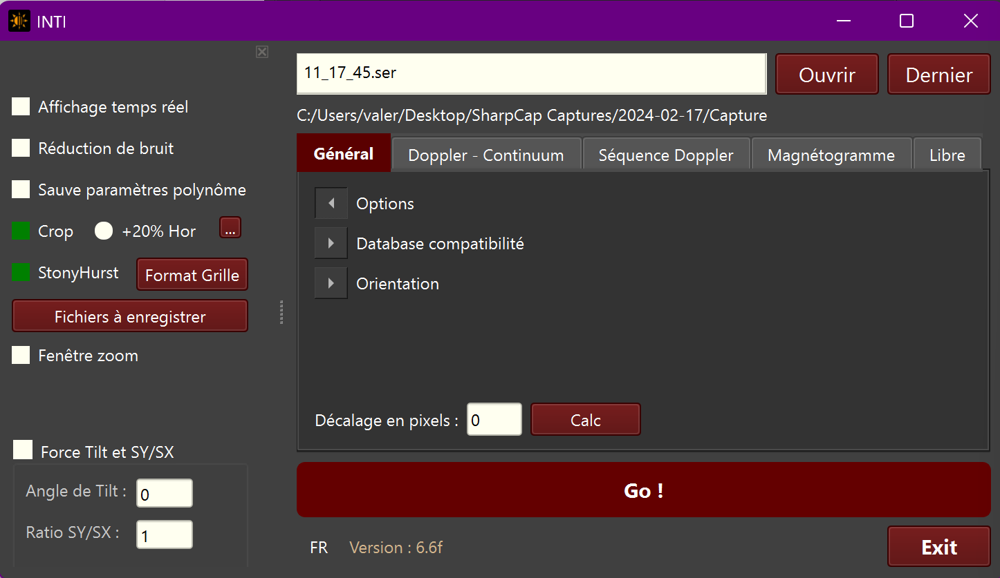 INTI
11_17_45.ser
Ouvrir
Dernier
C:/Users/valer/Desktop/SharpCap Captures/2024-02-17/Capture
Affichage temps réel
Réduction de bruit
Sauve paramètres polynôme
Crop +20% Hor ...
StonyHurst Format Grille
Fichiers à enregistrer
Fenêtre zoom
Force Tilt et SY/SX
Angle de Tilt : 0
Ratio SY/SX : 1
Général Doppler - Continuum Séquence Doppler Magnétogramme Libre
Options
Database compatibilité
Orientation
Décalage en pixels : 0 Calc
Go !
FR Version : 6.6f
Exit